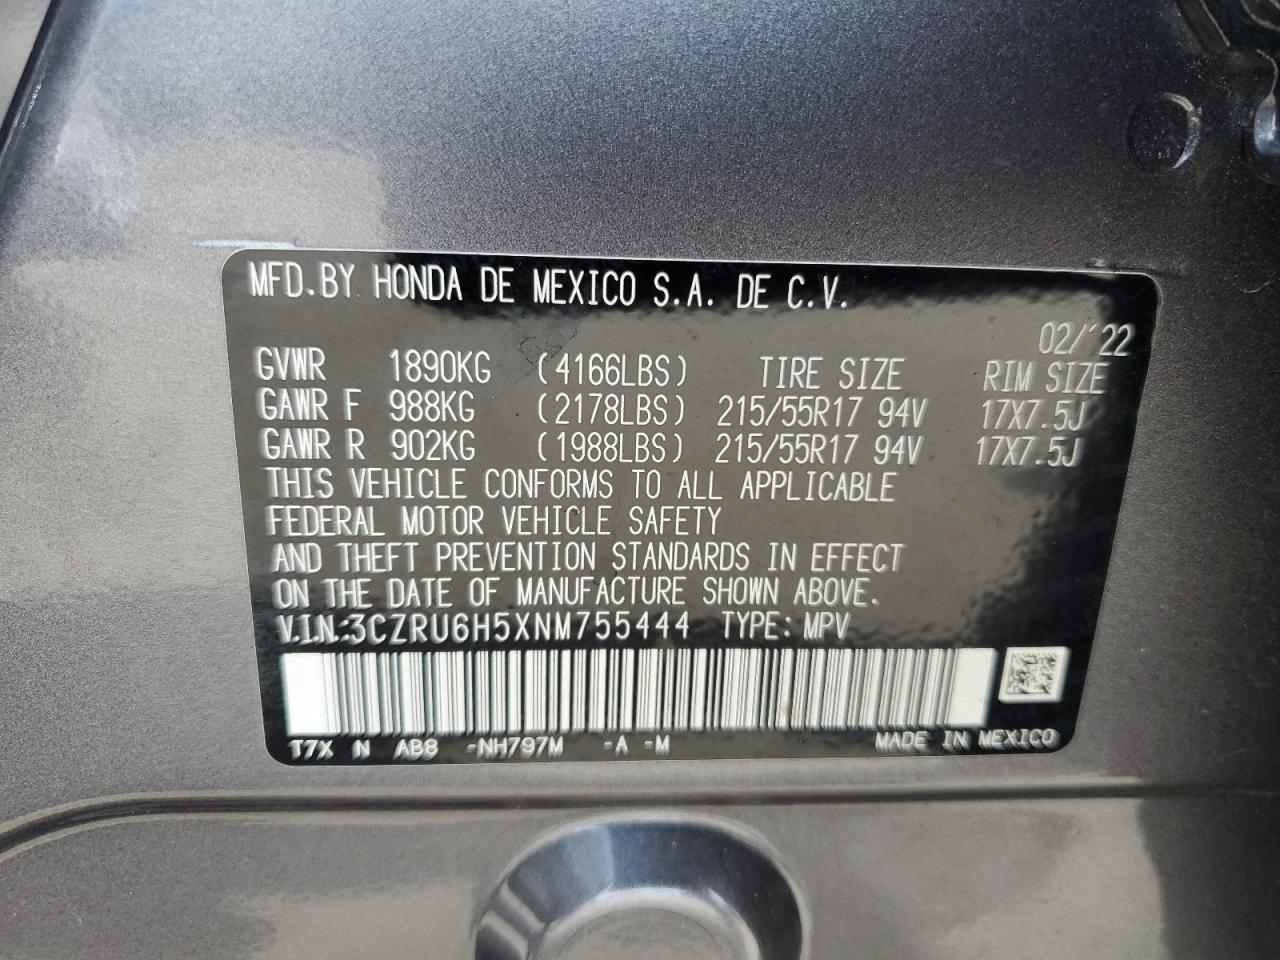 MFD.BY HONDA DE MEXICO S.A. DE C.V.
02/'22
GVWR 1890KG (4166LBS) TIRE SIZE RIM SIZE
GAWR F 988KG (2178LBS) 215/55R17 94V 17X7.5J
GAWR R 902KG (1988LBS) 215/55R17 94V 17X7.5J
THIS VEHICLE CONFORMS TO ALL APPLICABLE
FEDERAL MOTOR VEHICLE SAFETY
AND THEFT PREVENTION STANDARDS IN EFFECT
ON THE DATE OF MANUFACTURE SHOWN ABOVE.
V.I.N.:3CZRU6H5XNM755444 TYPE: MPV
T7X N AB8 -NH797M -A -M MADE IN MEXICO